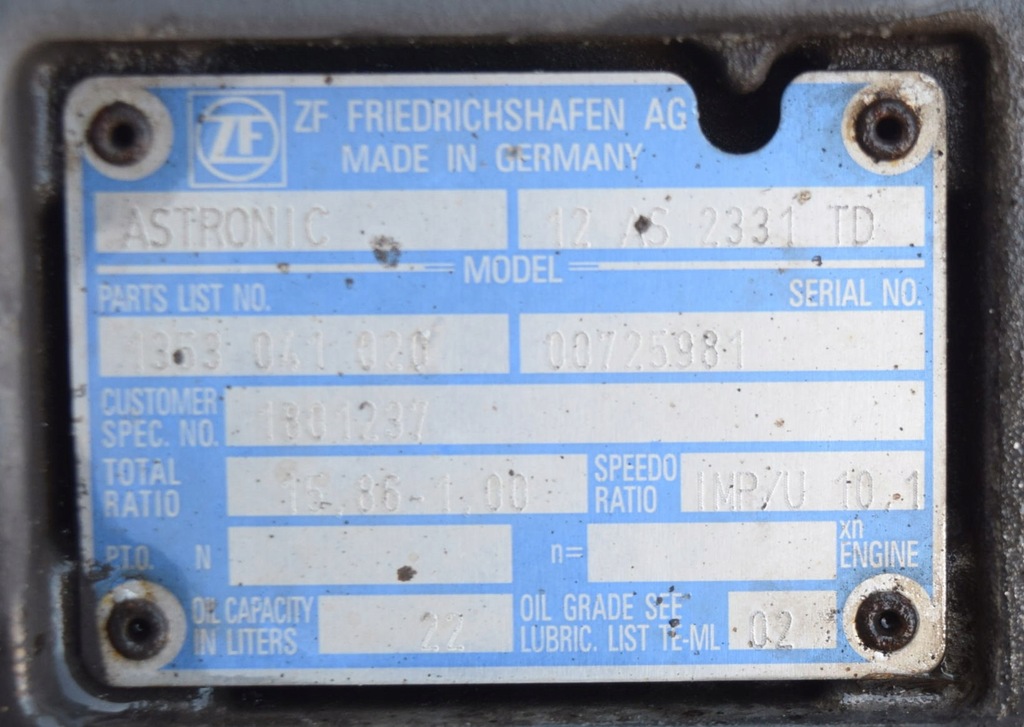 ZF
ZF FRIEDRICHSHAFEN AG
MADE IN GERMANY
ASTRONIC 12 AS 2331 TD
MODEL
PARTS LIST NO. SERIAL NO.
1353 041 020 00725981
CUSTOMER
SPEC. NO. 1801237
TOTAL
RATIO 15,86-1,00 SPEEDO
RATIO IMP/U 10,1
P.T.O. N n= xn
ENGINE
OIL CAPACITY
IN LITERS 22 OIL GRADE SEE
LUBRIC. LIST TE-ML 02